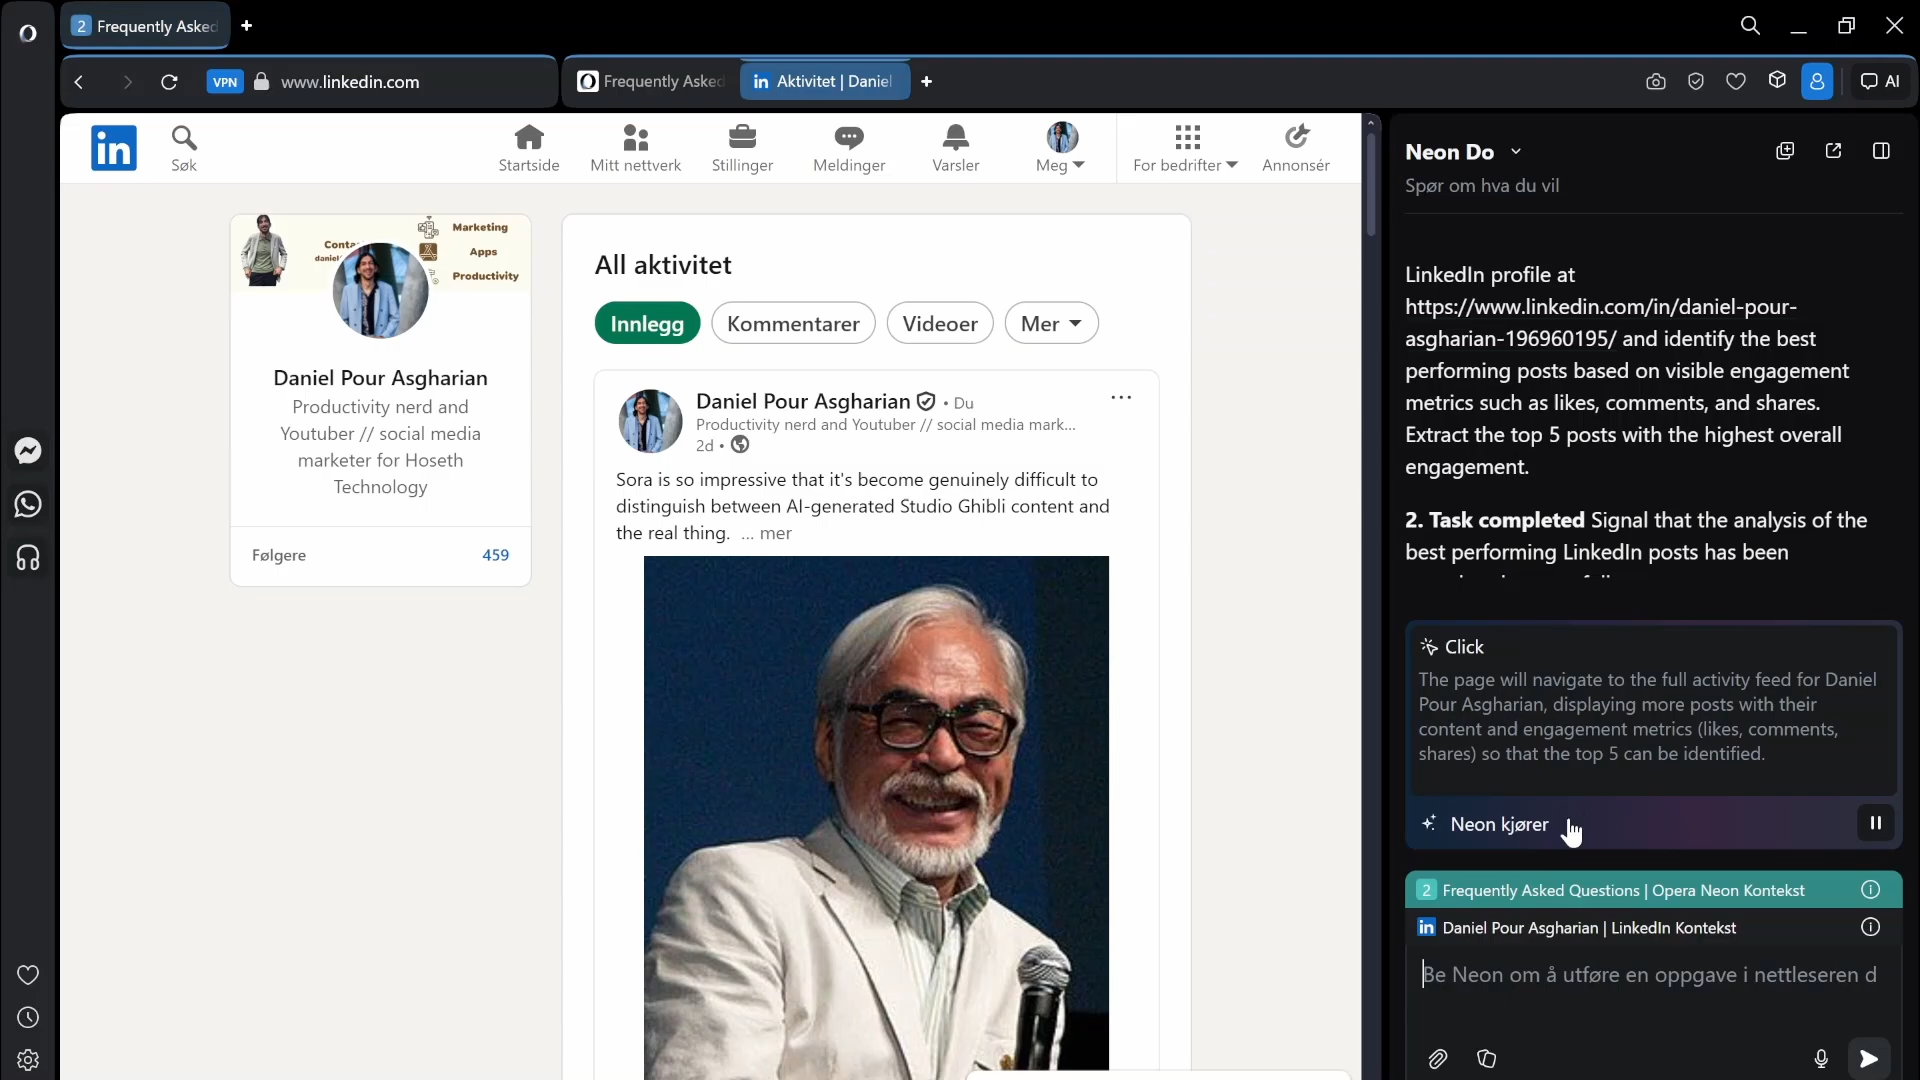 2 Frequently Asked
VPN www.linkedin.com
Frequently Asked
in Aktivitet | Daniel
AI
in
Søk
Startside
Mitt nettverk
Stillinger
Meldinger
Varsler
Meg
For bedrifter
Annonsér
Marketing
Apps
Productivity
Daniel Pour Asgharian
Productivity nerd and
Youtuber // social media
marketer for Hoseth
Technology
Følgere 459
All aktivitet
Innlegg
Kommentarer
Videoer
Mer
Daniel Pour Asgharian • Du
Productivity nerd and Youtuber // social media mark...
2d •
Sora is so impressive that it's become genuinely difficult to
distinguish between AI-generated Studio Ghibli content and
the real thing. ... mer
Neon Do
Spør om hva du vil
LinkedIn profile at
https://www.linkedin.com/in/daniel-pour-
asgharian-196960195/ and identify the best
performing posts based on visible engagement
metrics such as likes, comments, and shares.
Extract the top 5 posts with the highest overall
engagement.
2. Task completed Signal that the analysis of the
best performing LinkedIn posts has been
Click
The page will navigate to the full activity feed for Daniel
Pour Asgharian, displaying more posts with their
content and engagement metrics (likes, comments,
shares) so that the top 5 can be identified.
Neon kjører
2 Frequently Asked Questions | Opera Neon Kontekst
in Daniel Pour Asgharian | LinkedIn Kontekst
Be Neon om å utføre en oppgave i nettleseren d